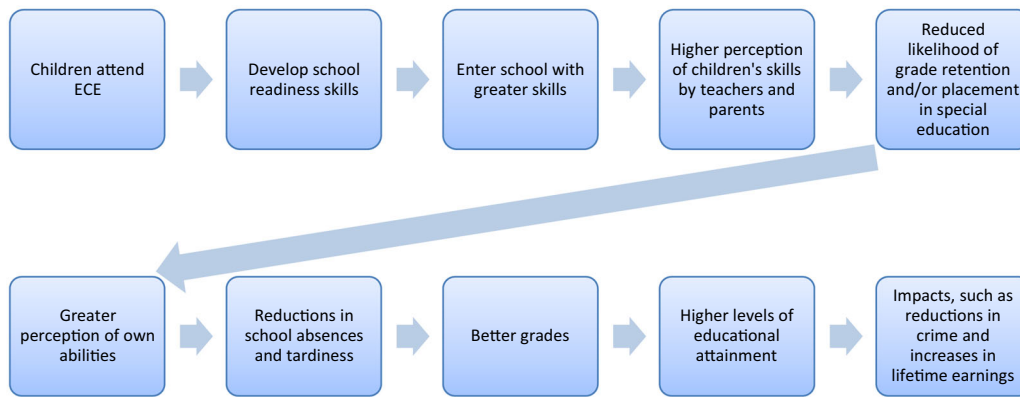 Children attend
ECE
Develop school
readiness skills
Enter school with
greater skills
Higher perception
of children's skills
by teachers and
parents
Reduced
likelihood of
grade retention
and/or placement
in special
education
Greater
perception of own
abilities
Reductions in
school absences
and tardiness
Better grades
Higher levels of
educational
attainment
Impacts, such as
reductions in
crime and
increases in
lifetime earnings